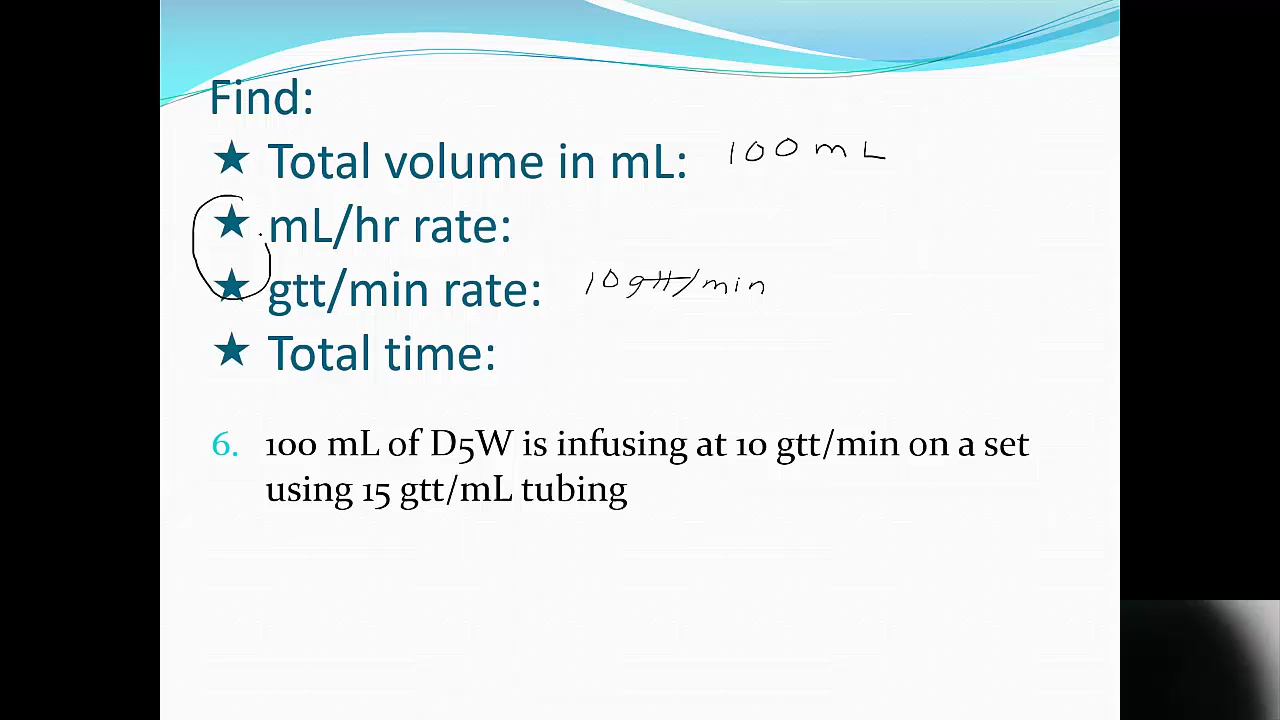 Find:
★ Total volume in mL: 100 mL
★ mL/hr rate:
★ gtt/min rate: 10 gtt/min
★ Total time:
6. 100 mL of D5W is infusing at 10 gtt/min on a set
using 15 gtt/mL tubing